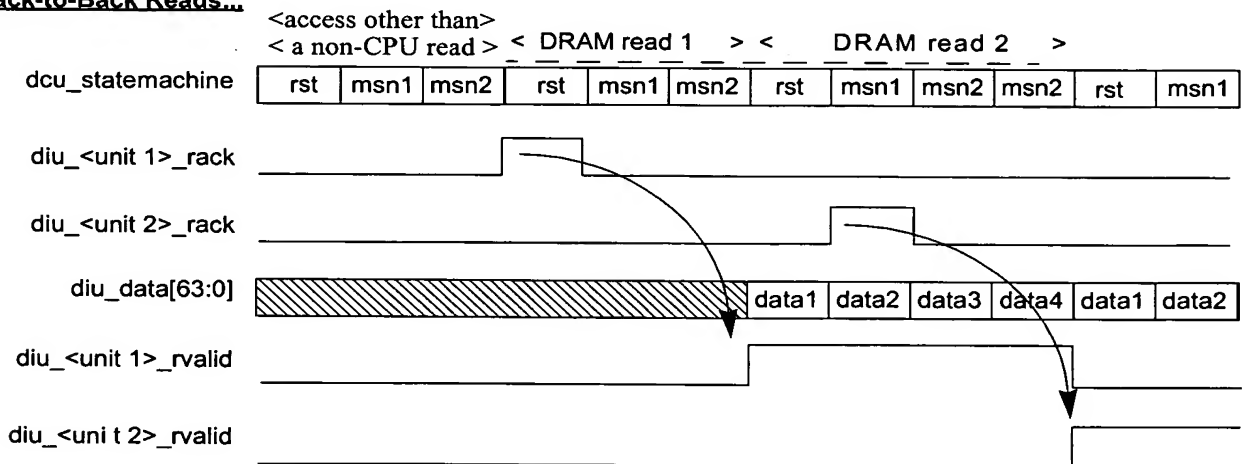 Back-to-Back Reads...
<access other than>
< a non-CPU read > < DRAM read 1 > < DRAM read 2 >
dcu_statemachine rst msn1 msn2 rst msn1 msn2 rst msn1 msn2 msn2 rst msn1
diu_<unit 1>_rack
diu_<unit 2>_rack
diu_data[63:0] data1 data2 data3 data4 data1 data2
diu_<unit 1>_rvalid
diu_<uni t 2>_rvalid